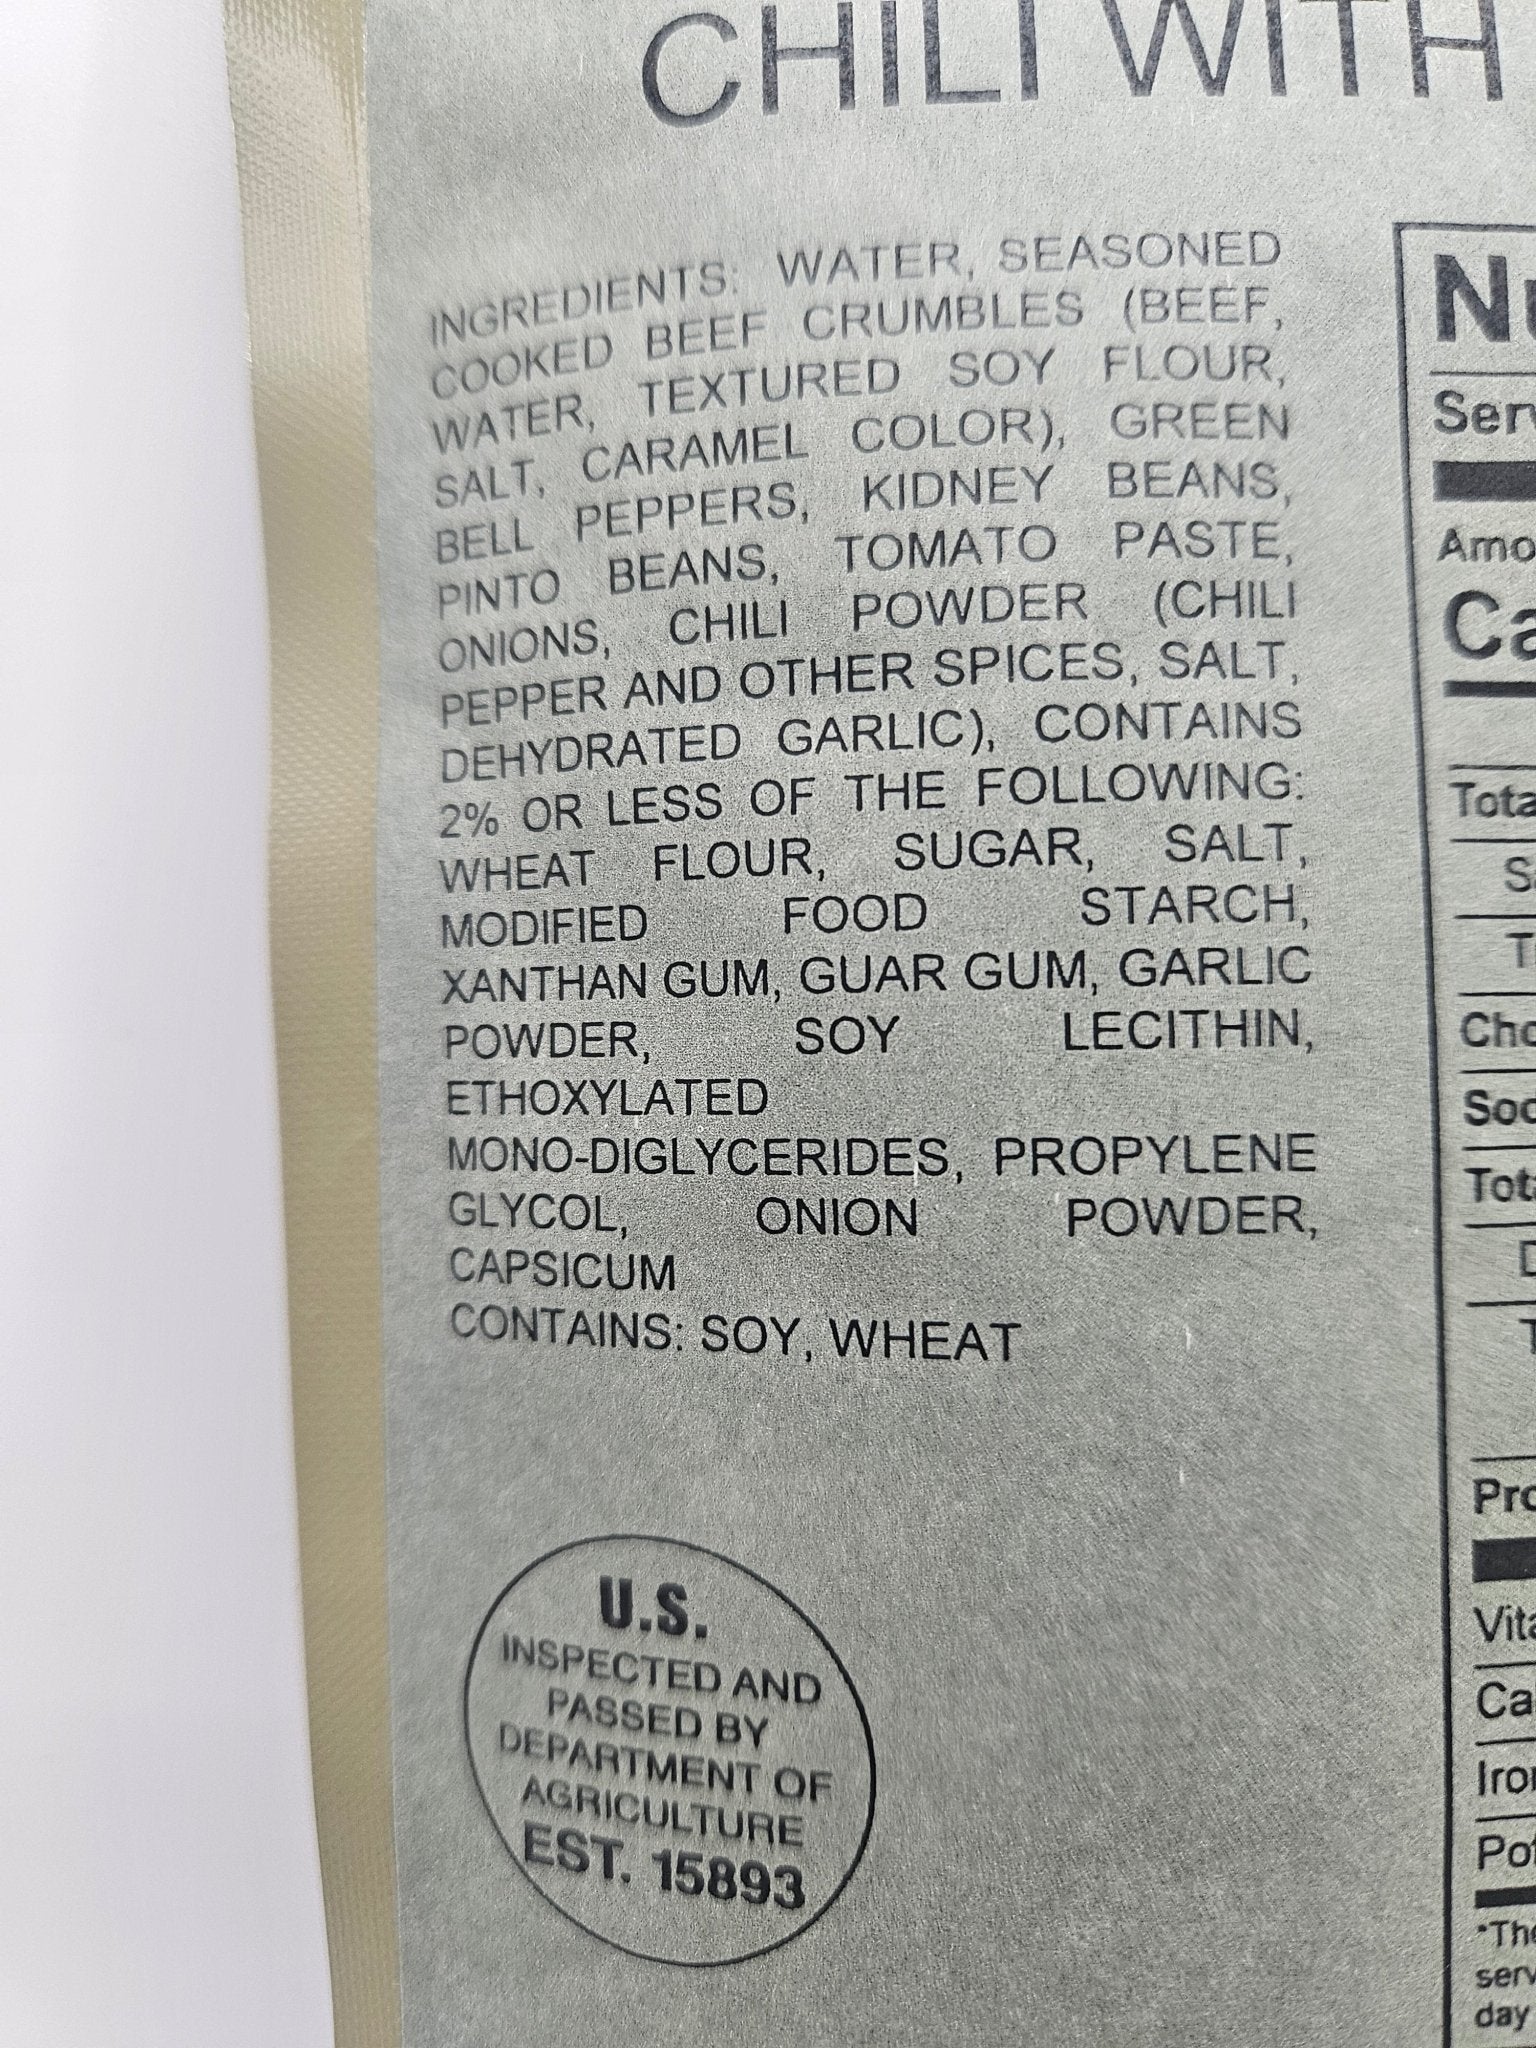 CHILI WITH
INGREDIENTS: WATER, SEASONED
COOKED BEEF CRUMBLES (BEEF,
WATER, TEXTURED SOY FLOUR,
SALT, CARAMEL COLOR), GREEN
BELL PEPPERS, KIDNEY BEANS,
PINTO BEANS, TOMATO PASTE,
ONIONS, CHILI POWDER (CHILI
PEPPER AND OTHER SPICES, SALT,
DEHYDRATED GARLIC), CONTAINS
2% OR LESS OF THE FOLLOWING:
WHEAT FLOUR, SUGAR, SALT,
MODIFIED FOOD STARCH,
XANTHAN GUM, GUAR GUM, GARLIC
POWDER, SOY LECITHIN,
ETHOXYLATED
MONO-DIGLYCERIDES, PROPYLENE
GLYCOL, ONION POWDER,
CAPSICUM
CONTAINS: SOY, WHEAT
U.S.
INSPECTED AND
PASSED BY
DEPARTMENT OF
AGRICULTURE
EST. 15893
*The
day